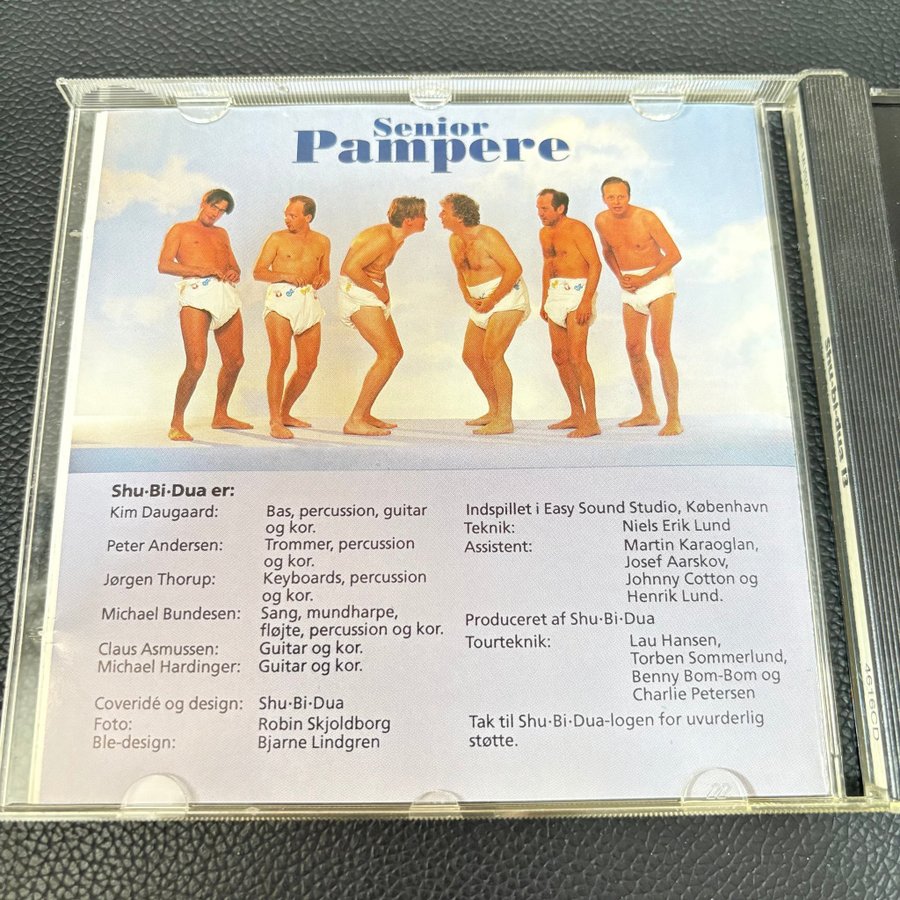 Senior
Pampere
Shu·Bi·Dua er:
Kim Daugaard: Bas, percussion, guitar
og kor.
Peter Andersen: Trommer, percussion
og kor.
Jørgen Thorup: Keyboards, percussion
og kor.
Michael Bundesen: Sang, mundharpe,
fløjte, percussion og kor.
Claus Asmussen: Guitar og kor.
Michael Hardinger: Guitar og kor.
Coveridé og design: Shu·Bi·Dua
Foto: Robin Skjoldborg
Ble-design: Bjarne Lindgren
Indspillet i Easy Sound Studio, København
Teknik: Niels Erik Lund
Assistent: Martin Karaoglan,
Josef Aarskov,
Johnny Cotton og
Henrik Lund.
Produceret af Shu·Bi·Dua
Tourteknik: Lau Hansen,
Torben Sommerlund,
Benny Bom-Bom og
Charlie Petersen
Tak til Shu·Bi·Dua-logen for uvurderlig
støtte.
shu·bi·dua